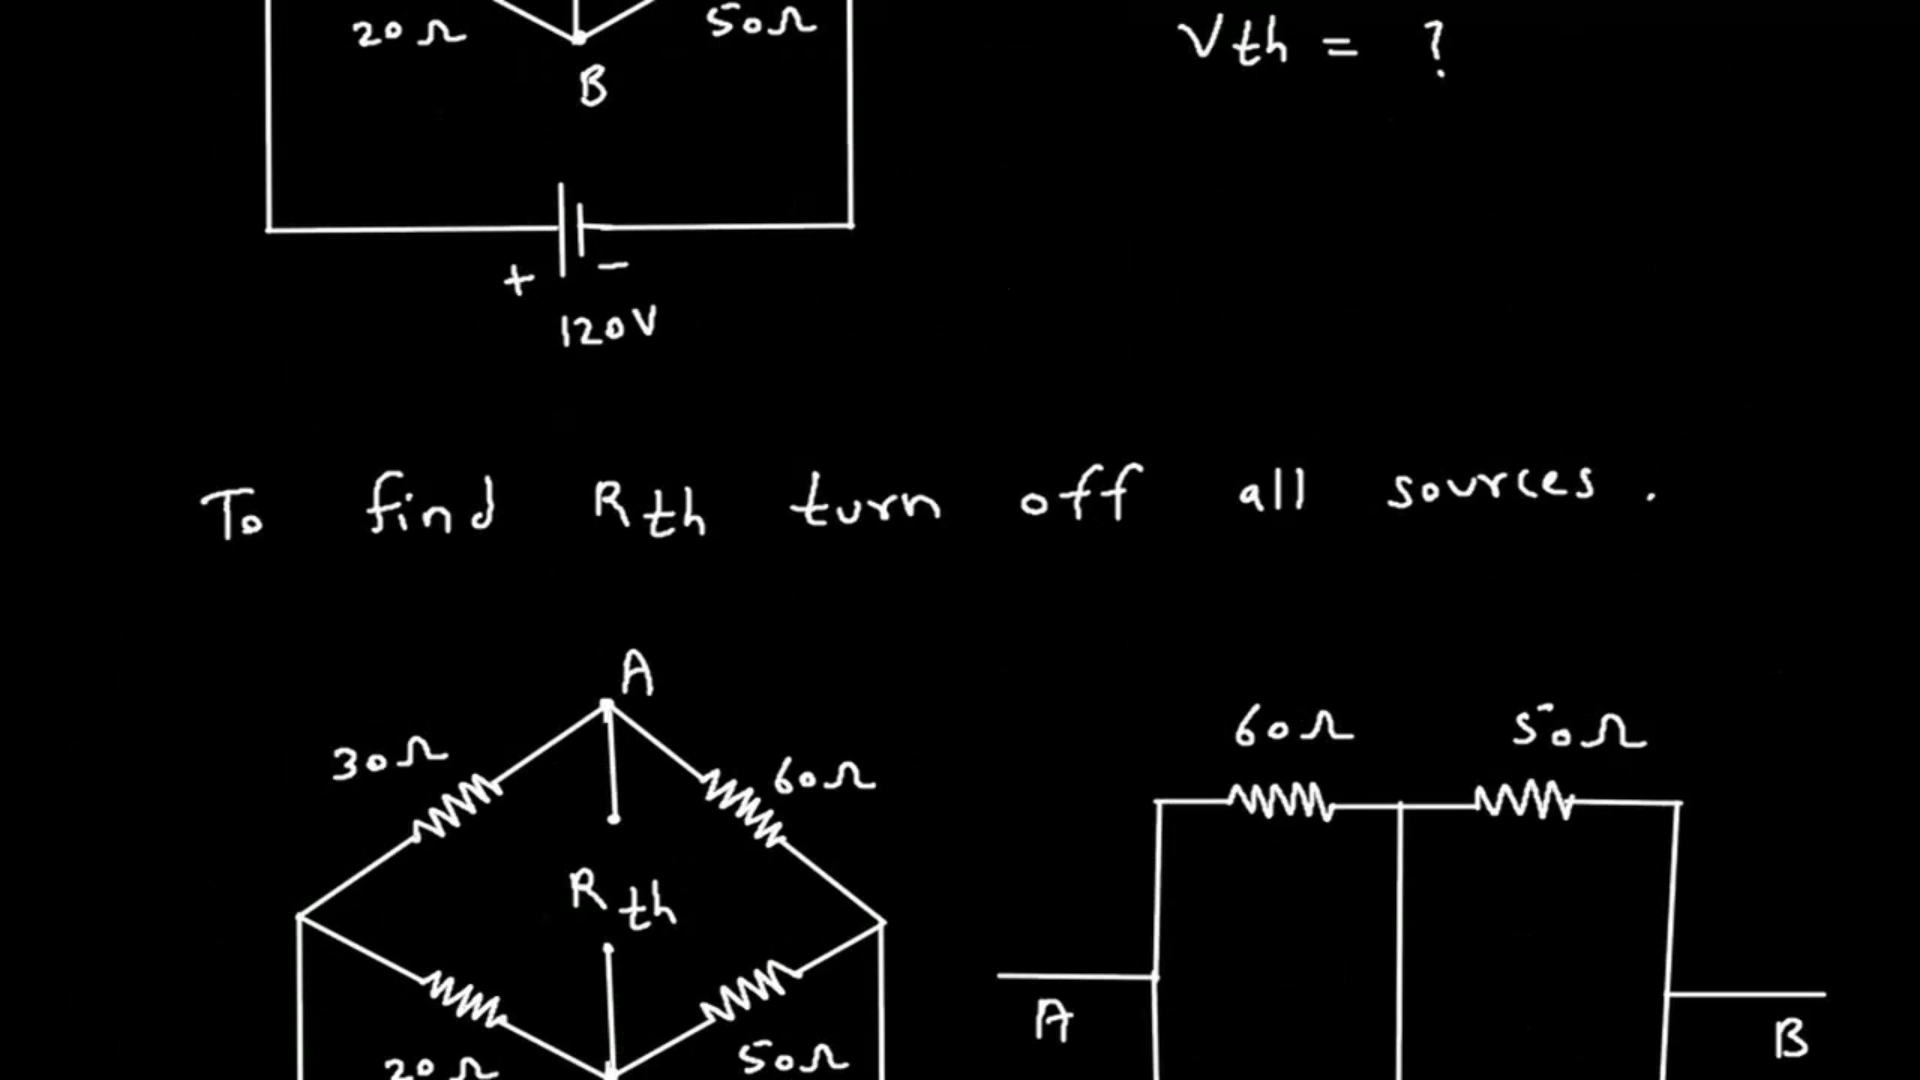 20Ω
50Ω
B
Vth = ?
+ −
120V
To find Rth turn off all sources .
A
30Ω
60Ω
Rth
20Ω
50Ω
60Ω
50Ω
A
B